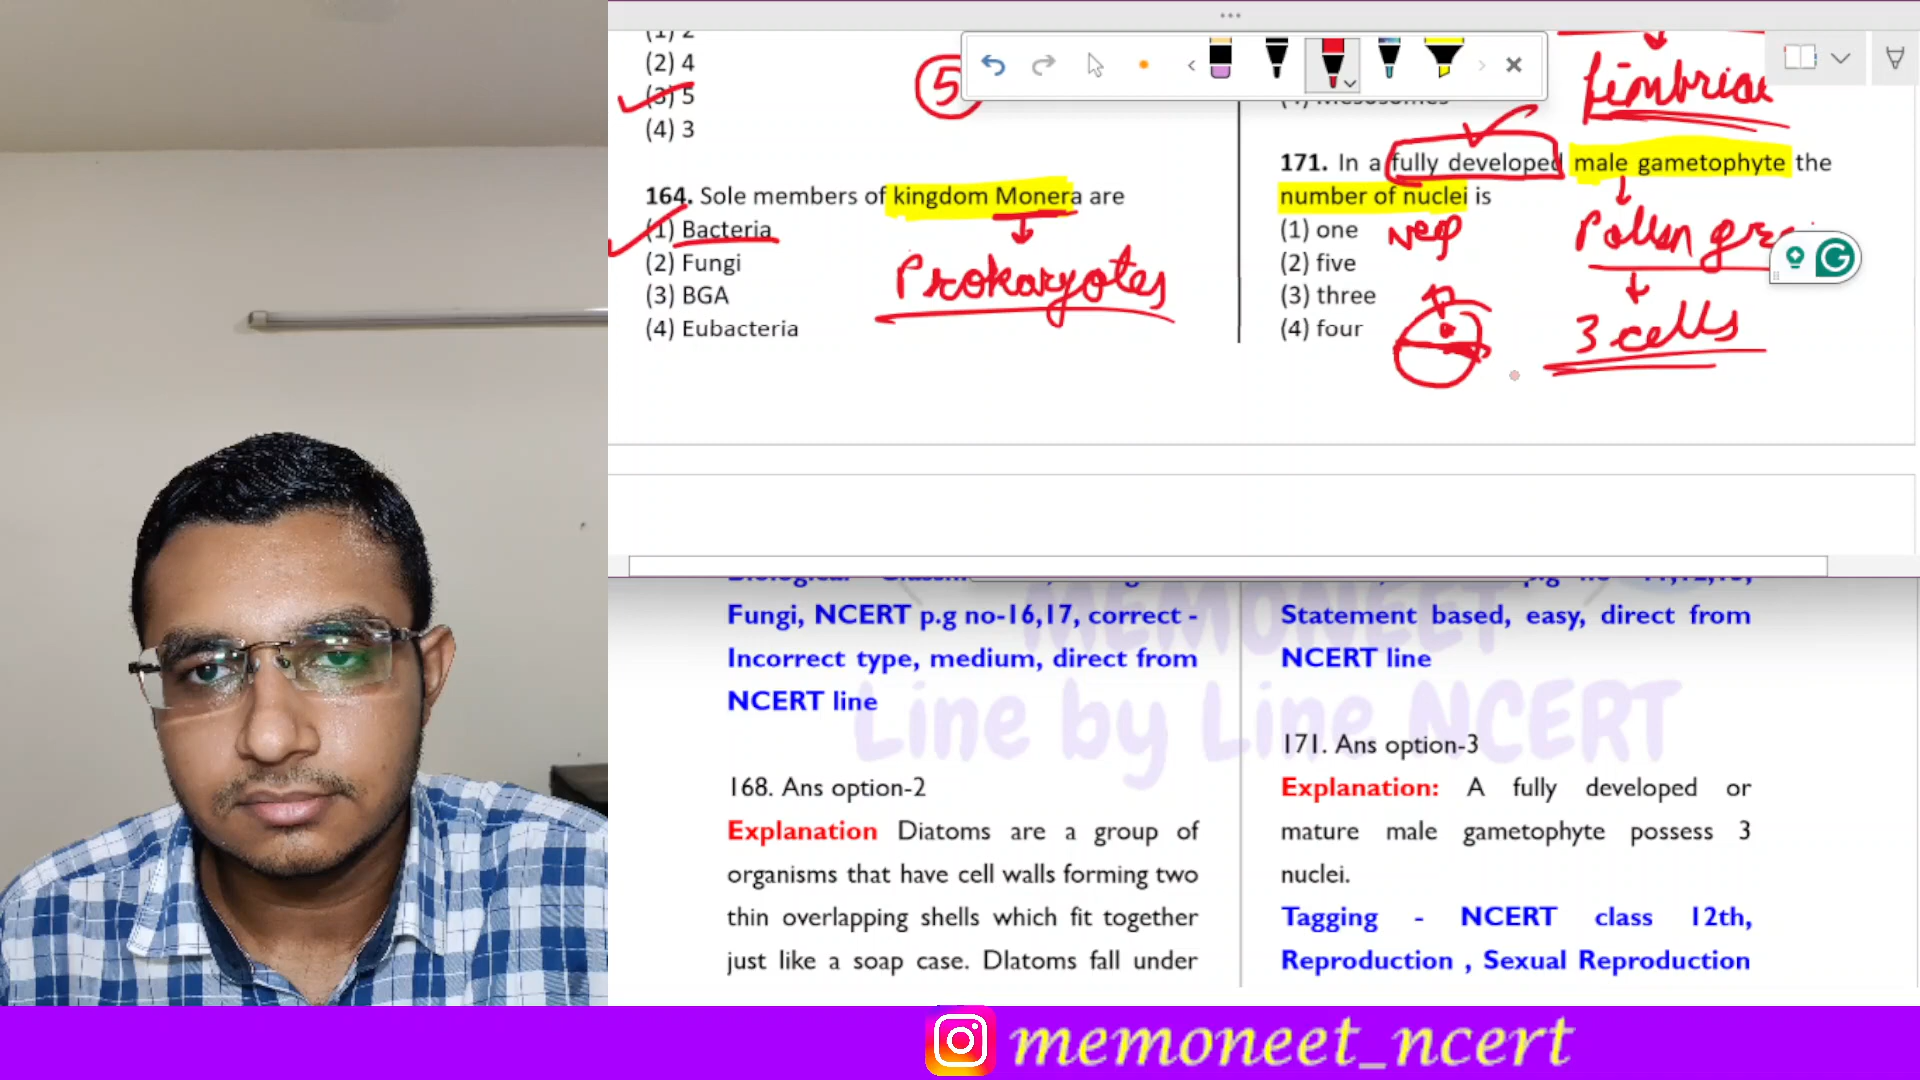 (1) 2
(2) 4
(3) 5
(4) 3
5
164. Sole members of kingdom Monera are
(1) Bacteria
(2) Fungi
(3) BGA
(4) Eubacteria
Prokaryotes
fimbriae
(4) Mesosomes
171. In a fully developed male gametophyte the
number of nuclei is
(1) one
(2) five
(3) three
(4) four
Pollen
3 cells
Fungi, NCERT p.g no-16,17, correct -
Incorrect type, medium, direct from
NCERT line
168. Ans option-2
Explanation Diatoms are a group of
organisms that have cell walls forming two
thin overlapping shells which fit together
just like a soap case. DIatoms fall under
Statement based, easy, direct from
NCERT line
171. Ans option-3
Explanation: A fully developed or
mature male gametophyte possess 3
nuclei.
Tagging - NCERT class 12th,
Reproduction , Sexual Reproduction
MEMONEET
Line by Line NCERT
memoneet_ncert